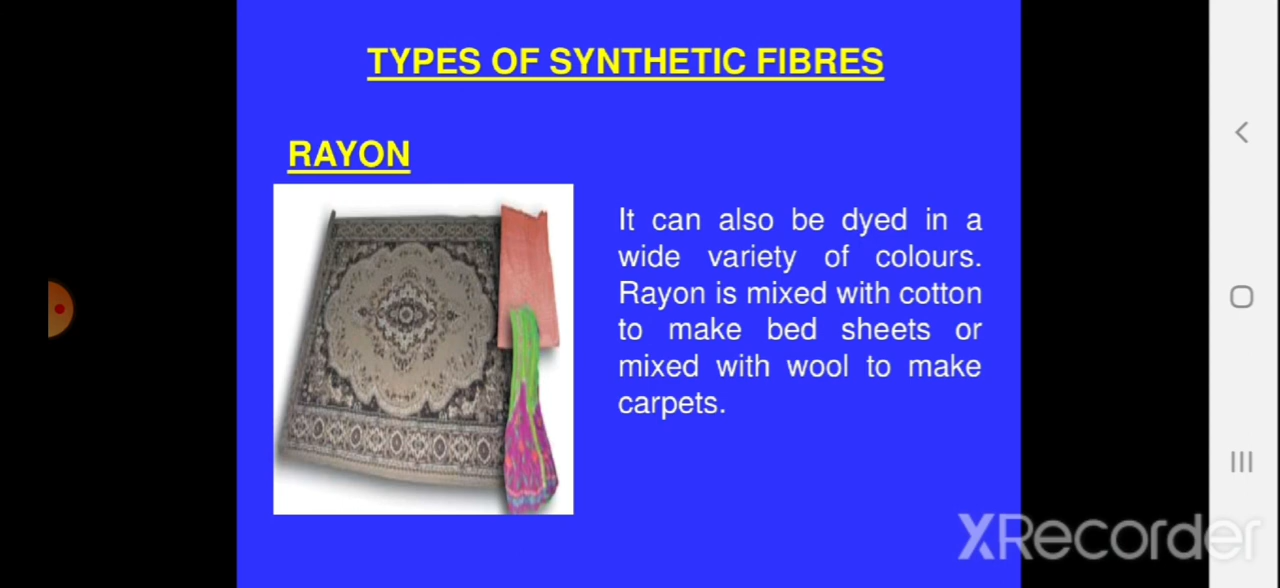 TYPES OF SYNTHETIC FIBRES
RAYON
It can also be dyed in a
wide variety of colours.
Rayon is mixed with cotton
to make bed sheets or
mixed with wool to make
carpets.
XRecorder